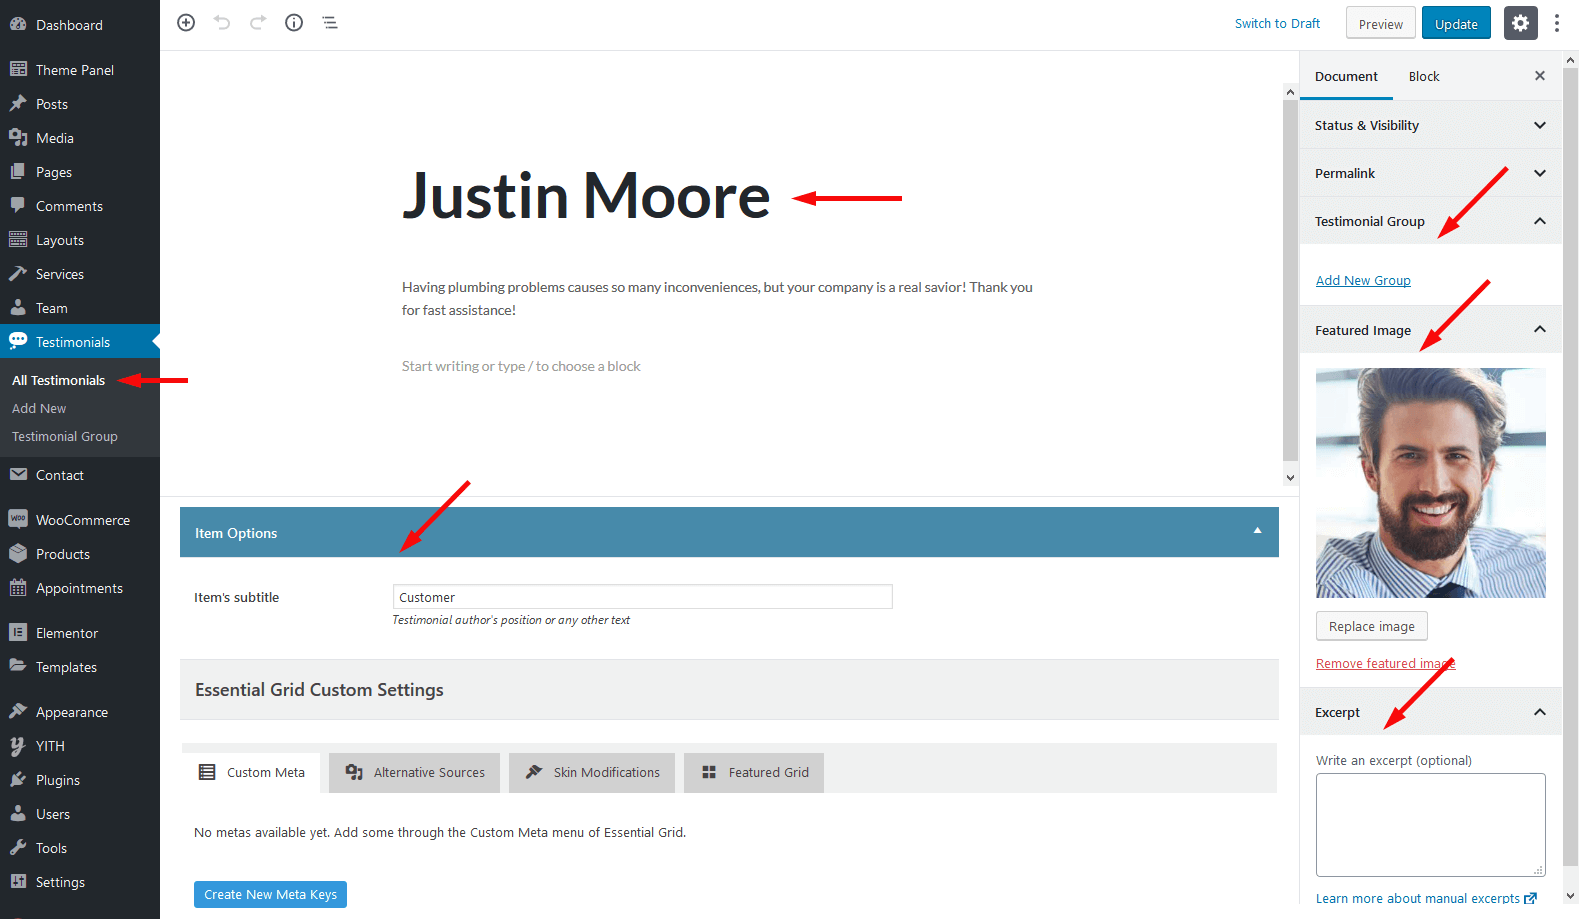 Dashboard
Theme Panel
Posts
Media
Pages
Comments
Layouts
Services
Team
Testimonials
All Testimonials
Add New
Testimonial Group
Contact
WooCommerce
Products
Appointments
Elementor
Templates
Appearance
YITH
Plugins
Users
Tools
Settings
Switch to Draft
Preview
Update
Justin Moore
Having plumbing problems causes so many inconveniences, but your company is a real savior! Thank you
for fast assistance!
Start writing or type / to choose a block
Item Options
Item's subtitle
Customer
Testimonial author's position or any other text
Essential Grid Custom Settings
Custom Meta
Alternative Sources
Skin Modifications
Featured Grid
No metas available yet. Add some through the Custom Meta menu of Essential Grid.
Create New Meta Keys
Document
Block
Status & Visibility
Permalink
Testimonial Group
Add New Group
Featured Image
Replace image
Remove featured image
Excerpt
Write an excerpt (optional)
Learn more about manual excerpts